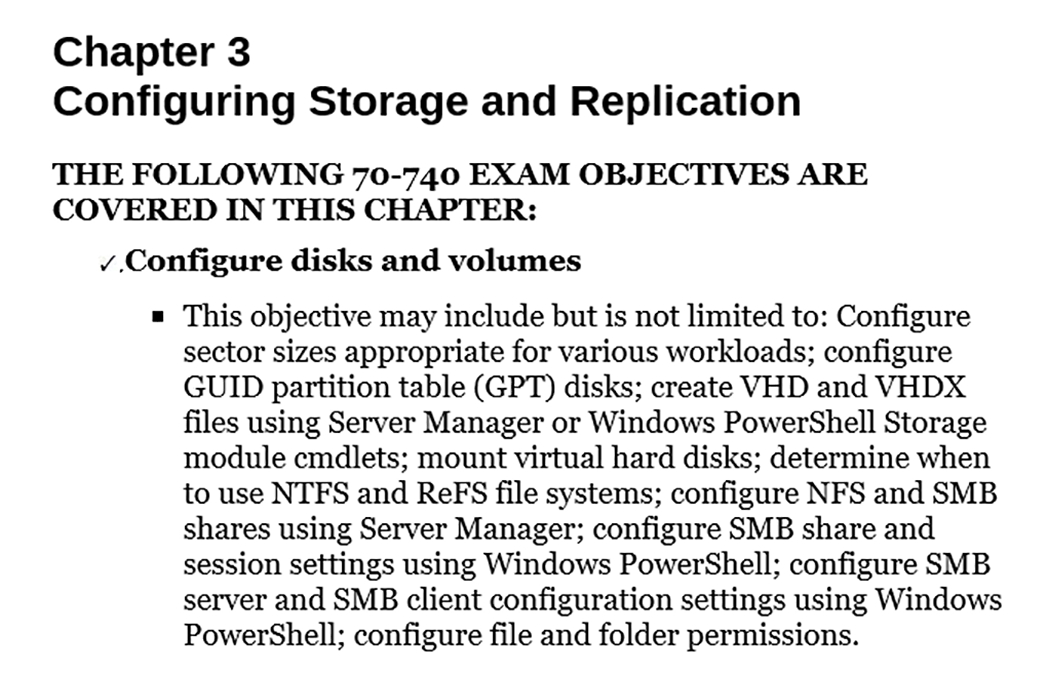 Chapter 3
Configuring Storage and Replication
THE FOLLOWING 70-740 EXAM OBJECTIVES ARE
COVERED IN THIS CHAPTER:
✓.Configure disks and volumes
▪ This objective may include but is not limited to: Configure
sector sizes appropriate for various workloads; configure
GUID partition table (GPT) disks; create VHD and VHDX
files using Server Manager or Windows PowerShell Storage
module cmdlets; mount virtual hard disks; determine when
to use NTFS and ReFS file systems; configure NFS and SMB
shares using Server Manager; configure SMB share and
session settings using Windows PowerShell; configure SMB
server and SMB client configuration settings using Windows
PowerShell; configure file and folder permissions.